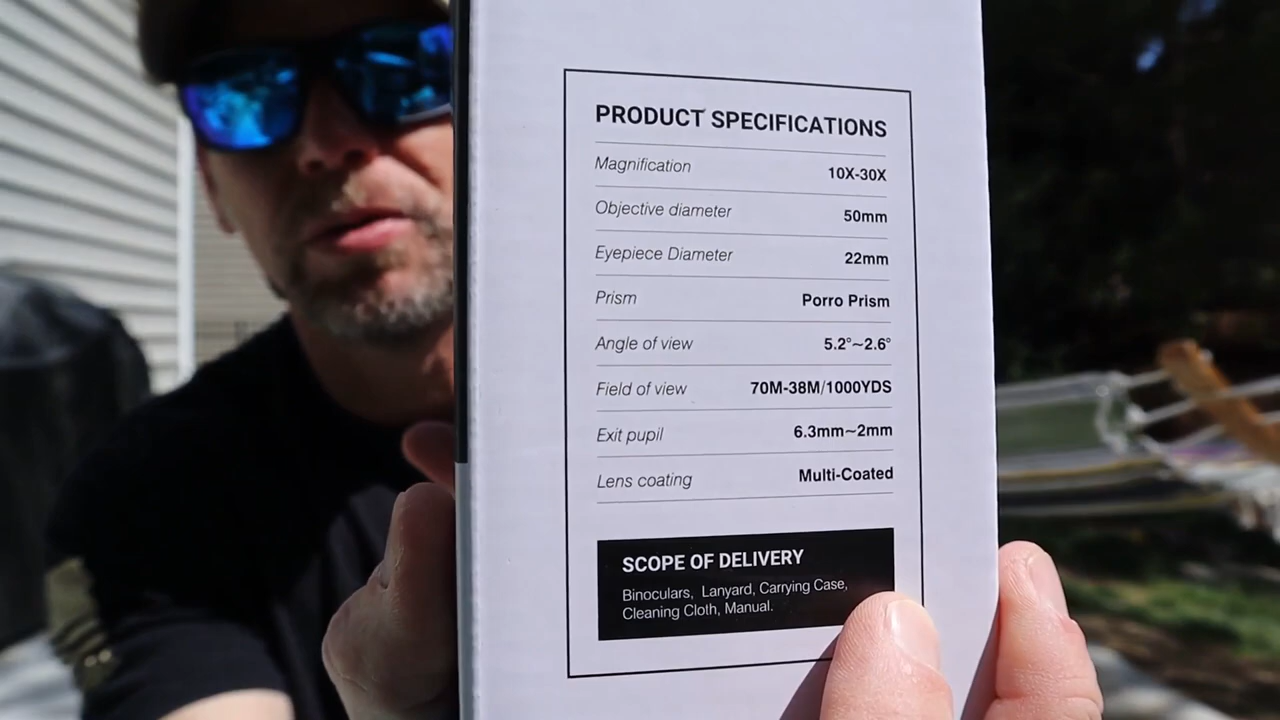 PRODUCT SPECIFICATIONS
Magnification 10X-30X
Objective diameter 50mm
Eyepiece Diameter 22mm
Prism Porro Prism
Angle of view 5.2°~2.6°
Field of view 70M-38M/1000YDS
Exit pupil 6.3mm~2mm
Lens coating Multi-Coated
SCOPE OF DELIVERY
Binoculars, Lanyard, Carrying Case,
Cleaning Cloth, Manual.